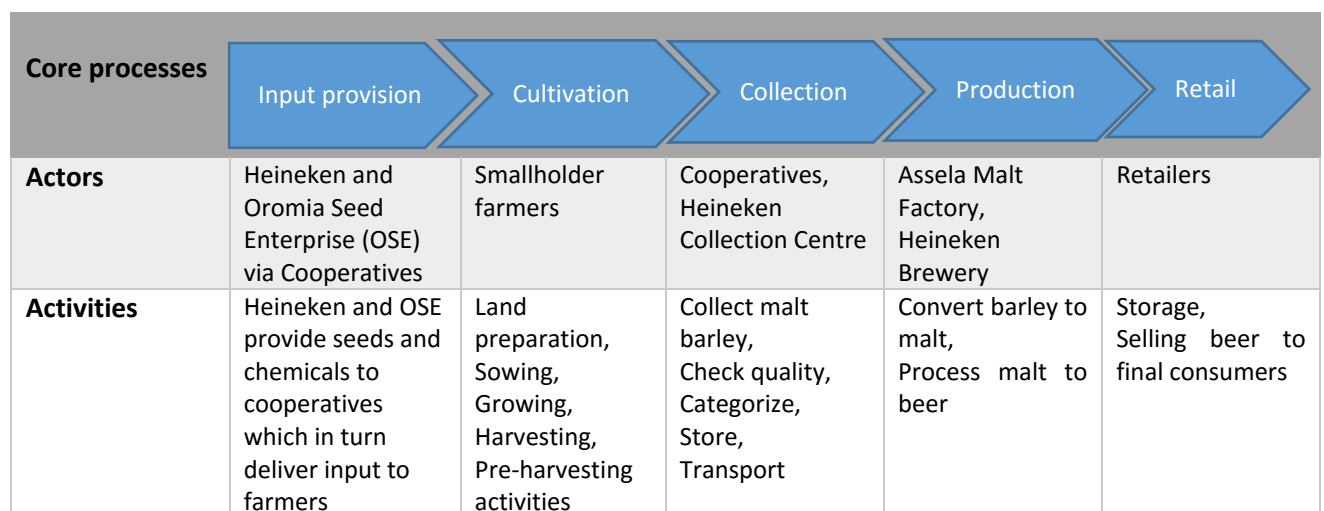 Core processes
Input provision
Cultivation
Collection
Production
Retail
Actors
Heineken and
Oromia Seed
Enterprise (OSE)
via Cooperatives
Smallholder
farmers
Cooperatives,
Heineken
Collection Centre
Assela Malt
Factory,
Heineken
Brewery
Retailers
Activities
Heineken and OSE
provide seeds and
chemicals to
cooperatives
which in turn
deliver input to
farmers
Land
preparation,
Sowing,
Growing,
Harvesting,
Pre-harvesting
activities
Collect malt
barley,
Check quality,
Categorize,
Store,
Transport
Convert barley to
malt,
Process malt to
beer
Storage,
Selling beer to
final consumers